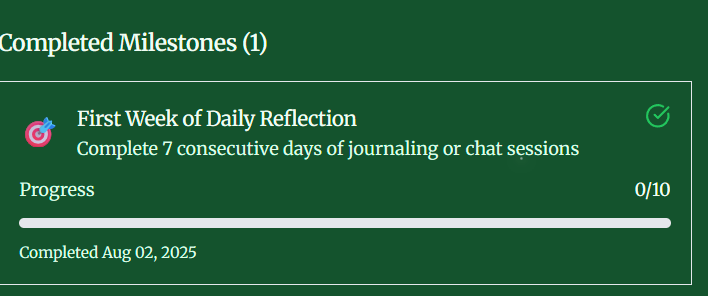 Completed Milestones (1)
First Week of Daily Reflection
Complete 7 consecutive days of journaling or chat sessions
Progress 0/10
Completed Aug 02, 2025